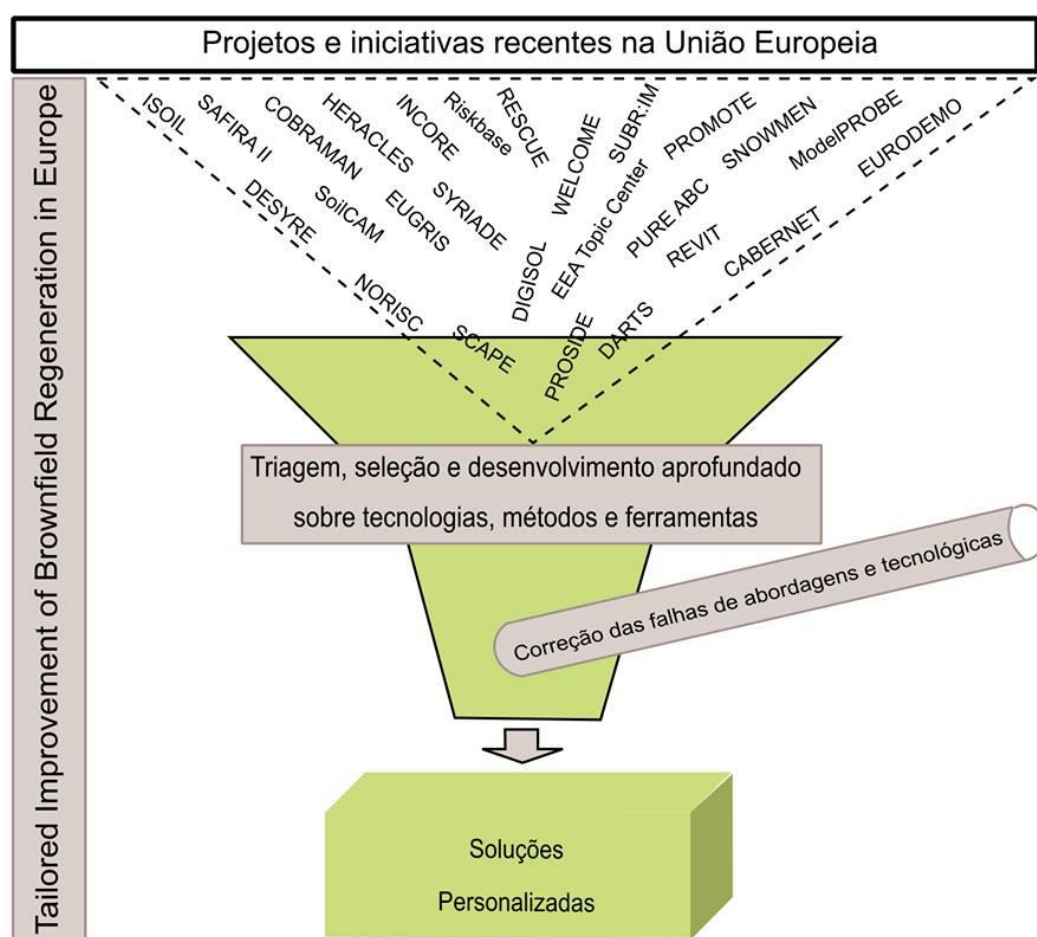 Projetos e iniciativas recentes na União Europeia
Tailored Improvement of Brownfield Regeneration in Europe
ISOIL
SAFIRA II
COBRAMAN
HERACLES
INCORE
Riskbase
RESCUE
WELCOME
SUBR:IM
PROMOTE
SNOWMEN
ModelPROBE
EURODEMO
DESYRE
SoilCAM
EUGRIS
SYRIADE
DIGISOL
EEA Topic Center
PURE ABC
REVIT
CABERNET
NORISC
SCAPE
PROSIDE
DARTS
Triagem, seleção e desenvolvimento aprofundado
sobre tecnologias, métodos e ferramentas
Correção das falhas de abordagens e tecnológicas
Soluções
Personalizadas